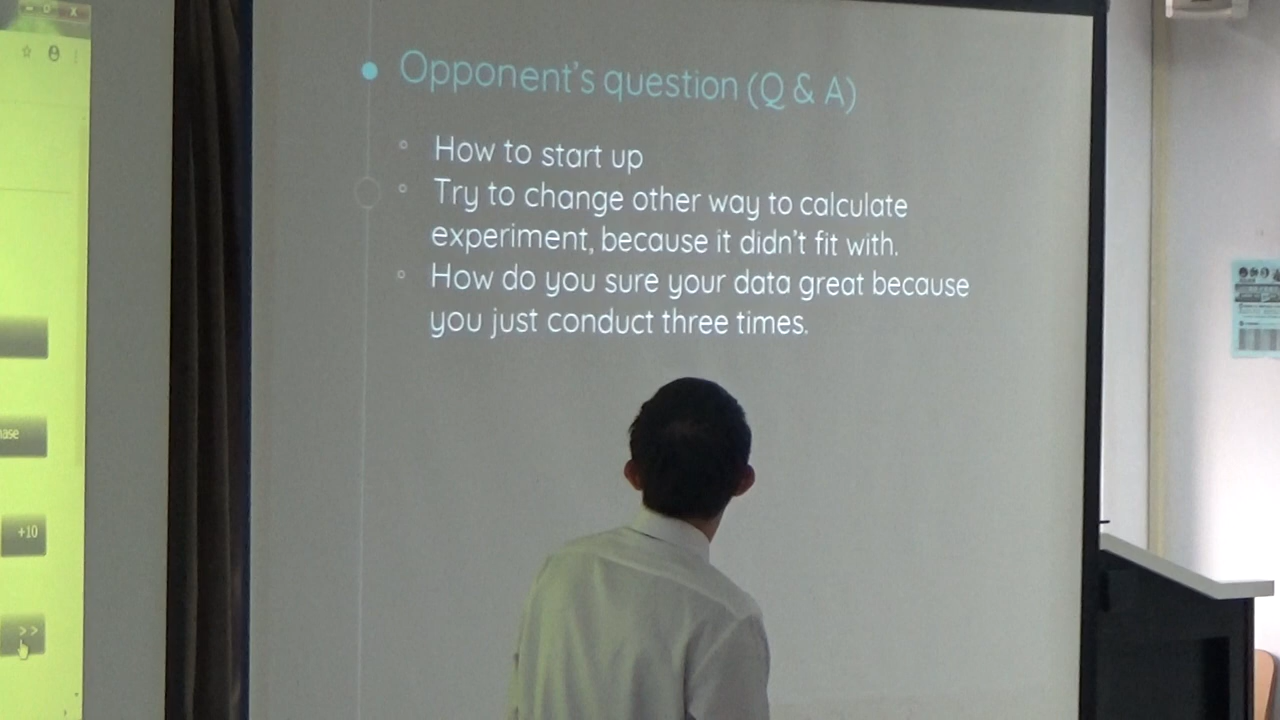 Opponent's question (Q & A)
How to start up
Try to change other way to calculate
experiment, because it didn't fit with.
How do you sure your data great because
you just conduct three times.
+10
>>